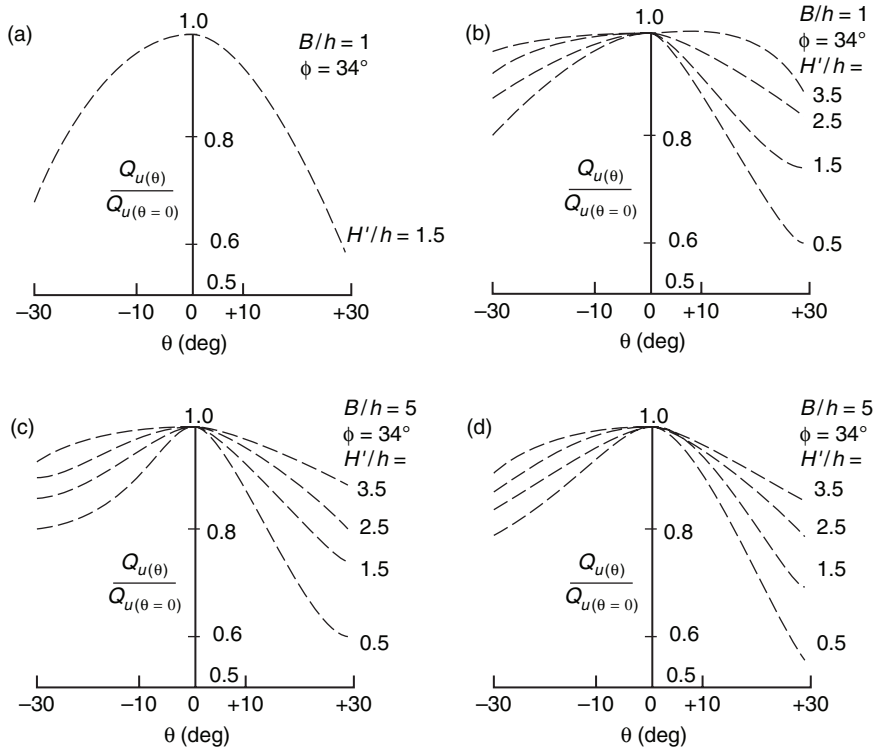 (a)
1.0
B/h = 1
ϕ = 34°
0.8
Qu(θ)
Qu(θ = 0)
0.6
H'/h = 1.5
0.5
−30
−10
0
+10
+30
θ (deg)
(b)
1.0
B/h = 1
ϕ = 34°
H'/h =
3.5
2.5
0.8
1.5
Qu(θ)
Qu(θ = 0)
0.6
0.5
0.5
−30
−10
0
+10
+30
θ (deg)
(c)
1.0
B/h = 5
ϕ = 34°
H'/h =
3.5
0.8
2.5
1.5
Qu(θ)
Qu(θ = 0)
0.6
0.5
0.5
−30
−10
0
+10
+30
θ (deg)
(d)
1.0
B/h = 5
ϕ = 34°
H'/h =
3.5
0.8
2.5
1.5
Qu(θ)
Qu(θ = 0)
0.6
0.5
0.5
−30
−10
0
+10
+30
θ (deg)